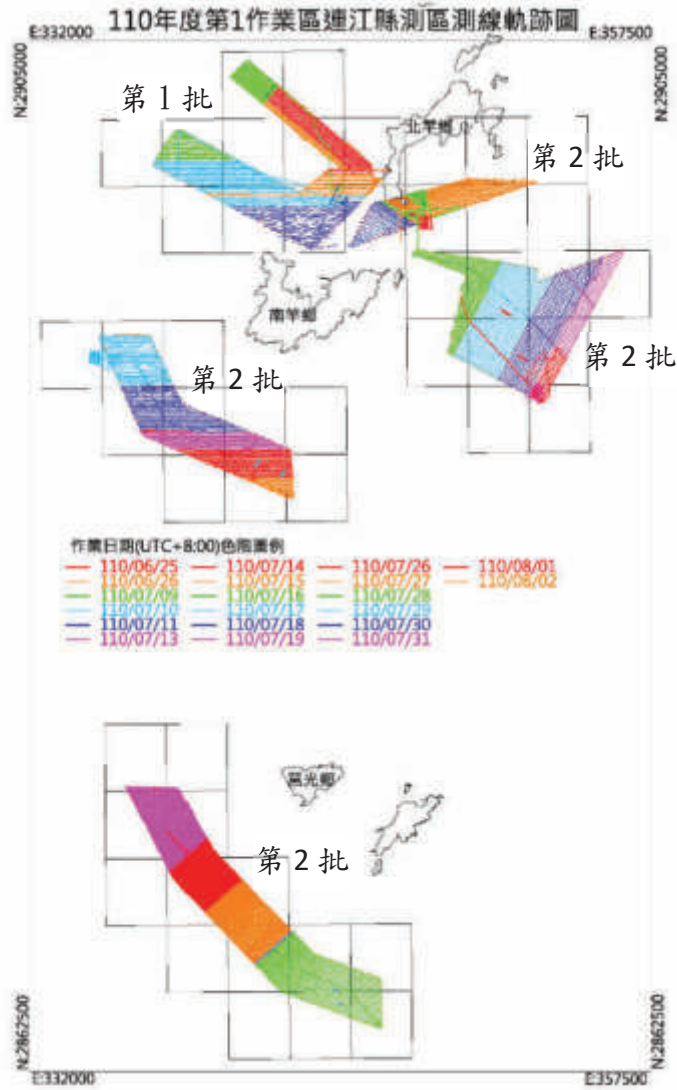 110年度第1作業區連江縣測區測線軌跡圖
E:332000
E:357500
N:2905000
N:2905000
第 1 批
北竿鄉
第 2 批
南竿鄉
第 2 批
第 2 批
作業日期(UTC+8:00)色階圖例
110/06/25 110/07/14 110/07/26 110/08/01
110/06/26 110/07/15 110/07/27 110/08/02
110/07/09 110/07/16 110/07/28
110/07/10 110/07/17 110/07/29
110/07/11 110/07/18 110/07/30
110/07/13 110/07/19 110/07/31
莒光鄉
第 2 批
N:2862500
N:2862500
E:332000
E:357500